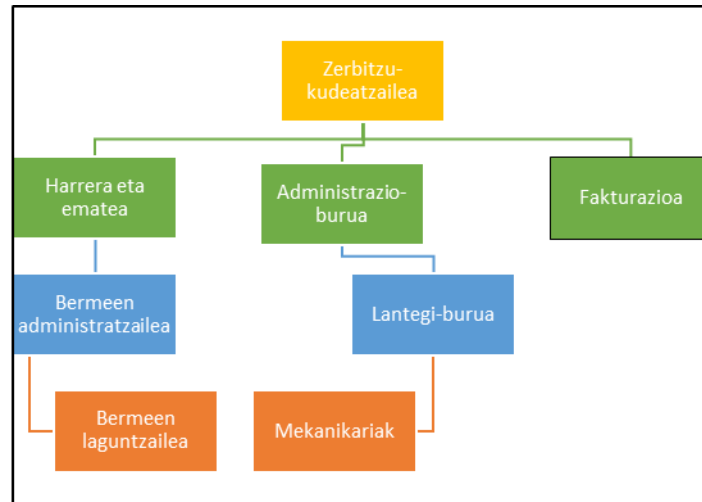 Zerbitzu-
kudeatzailea
Harrera eta
ematea
Administrazio-
burua
Fakturazioa
Bermeen
administratzailea
Lantegi-burua
Bermeen
laguntzailea
Mekanikariak